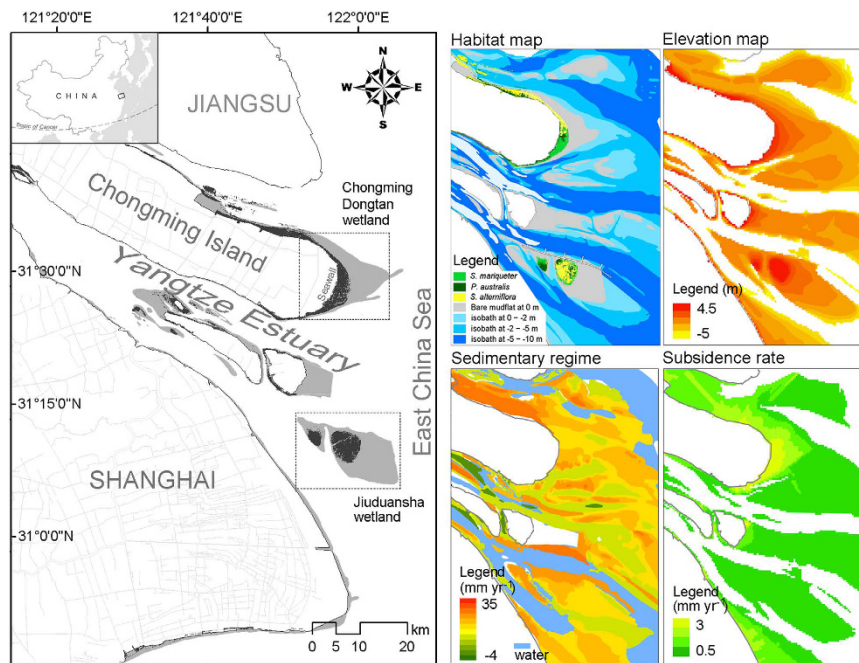 121°20'0"E
121°40'0"E
122°0'0"E
CHINA
Tropic of Cancer
JIANGSU
N
W
E
S
Chongming
Dongtan
wetland
Chongming Island
Seawall
31°30'0"N
Yangtze Estuary
East China Sea
31°15'0"N
SHANGHAI
Jiuduansha
wetland
31°0'0"N
km
0 5 10 20
Habitat map
Legend
S. mariqueter
P. australis
S. alterniflora
Bare mudflat at 0 m
isobath at 0 – -2 m
isobath at -2 – -5 m
isobath at -5 – -10 m
Elevation map
Legend (m)
4.5
-5
Sedimentary regime
Legend
(mm yr⁻¹)
35
-4
water
Subsidence rate
Legend
(mm yr⁻¹)
3
0.5